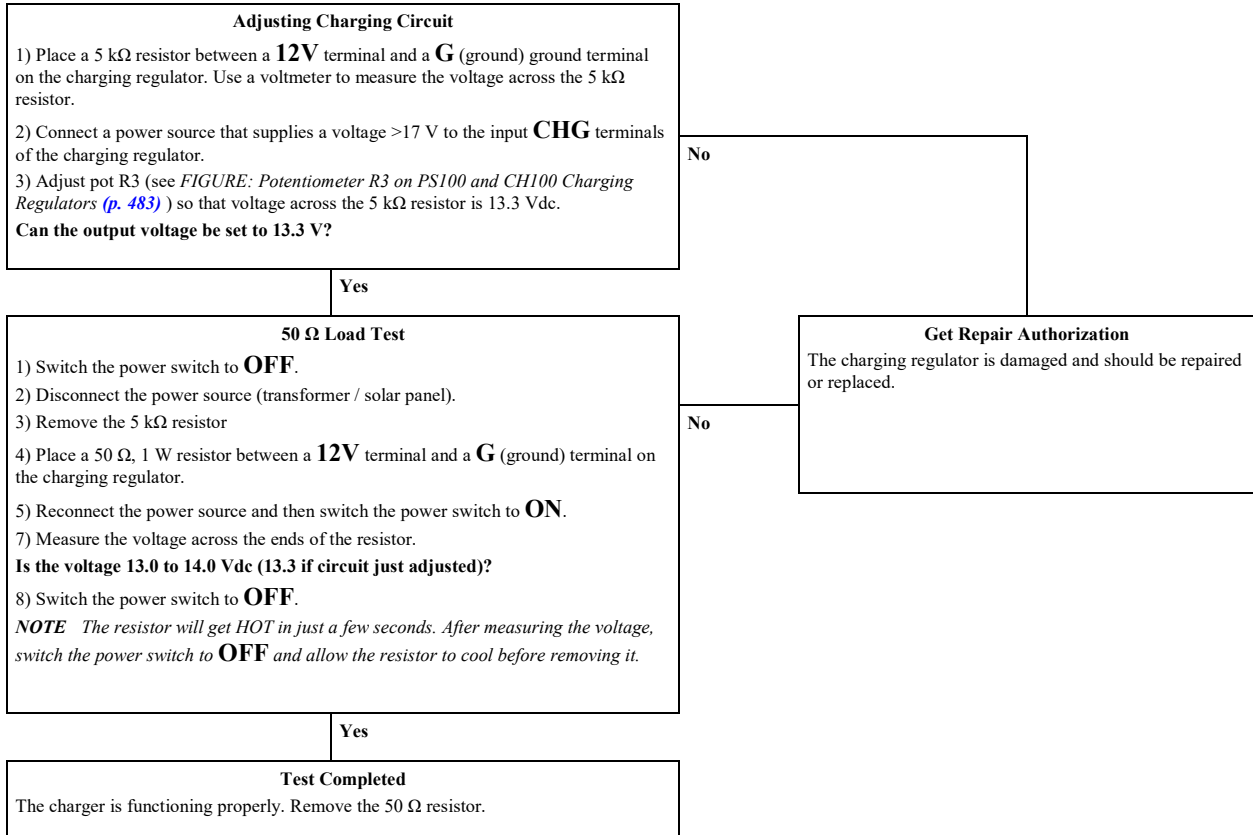 Adjusting Charging Circuit
1) Place a 5 kΩ resistor between a 12V terminal and a G (ground) ground terminal
on the charging regulator. Use a voltmeter to measure the voltage across the 5 kΩ
resistor.
2) Connect a power source that supplies a voltage >17 V to the input CHG terminals
of the charging regulator.
3) Adjust pot R3 (see FIGURE: Potentiometer R3 on PS100 and CH100 Charging
Regulators (p. 483) ) so that voltage across the 5 kΩ resistor is 13.3 Vdc.
Can the output voltage be set to 13.3 V?
No
Yes
50 Ω Load Test
1) Switch the power switch to OFF.
2) Disconnect the power source (transformer / solar panel).
3) Remove the 5 kΩ resistor
4) Place a 50 Ω, 1 W resistor between a 12V terminal and a G (ground) terminal on
the charging regulator.
5) Reconnect the power source and then switch the power switch to ON.
7) Measure the voltage across the ends of the resistor.
Is the voltage 13.0 to 14.0 Vdc (13.3 if circuit just adjusted)?
8) Switch the power switch to OFF.
NOTE The resistor will get HOT in just a few seconds. After measuring the voltage,
switch the power switch to OFF and allow the resistor to cool before removing it.
No
Get Repair Authorization
The charging regulator is damaged and should be repaired
or replaced.
Yes
Test Completed
The charger is functioning properly. Remove the 50 Ω resistor.